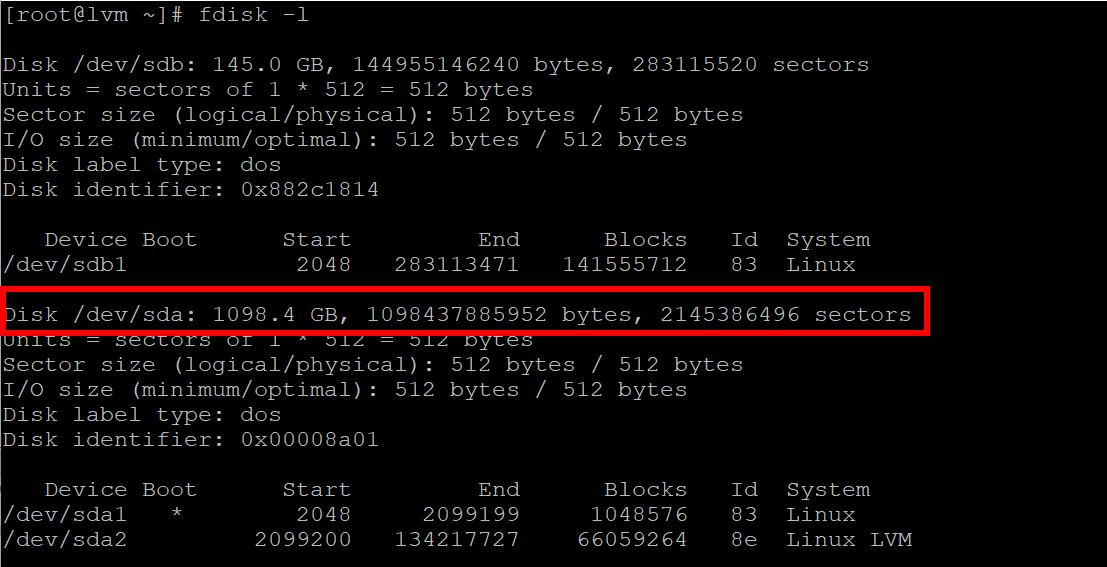 [root@lvm ~]# fdisk -l
Disk /dev/sdb: 145.0 GB, 144955146240 bytes, 283115520 sectors
Units = sectors of 1 * 512 = 512 bytes
Sector size (logical/physical): 512 bytes / 512 bytes
I/O size (minimum/optimal): 512 bytes / 512 bytes
Disk label type: dos
Disk identifier: 0x882c1814
Device Boot Start End Blocks Id System
/dev/sdb1 2048 283113471 141555712 83 Linux
Disk /dev/sda: 1098.4 GB, 1098437885952 bytes, 2145386496 sectors
Units = sectors of 1 * 512 = 512 bytes
Sector size (logical/physical): 512 bytes / 512 bytes
I/O size (minimum/optimal): 512 bytes / 512 bytes
Disk label type: dos
Disk identifier: 0x00008a01
Device Boot Start End Blocks Id System
/dev/sda1 * 2048 2099199 1048576 83 Linux
/dev/sda2 2099200 134217727 66059264 8e Linux LVM